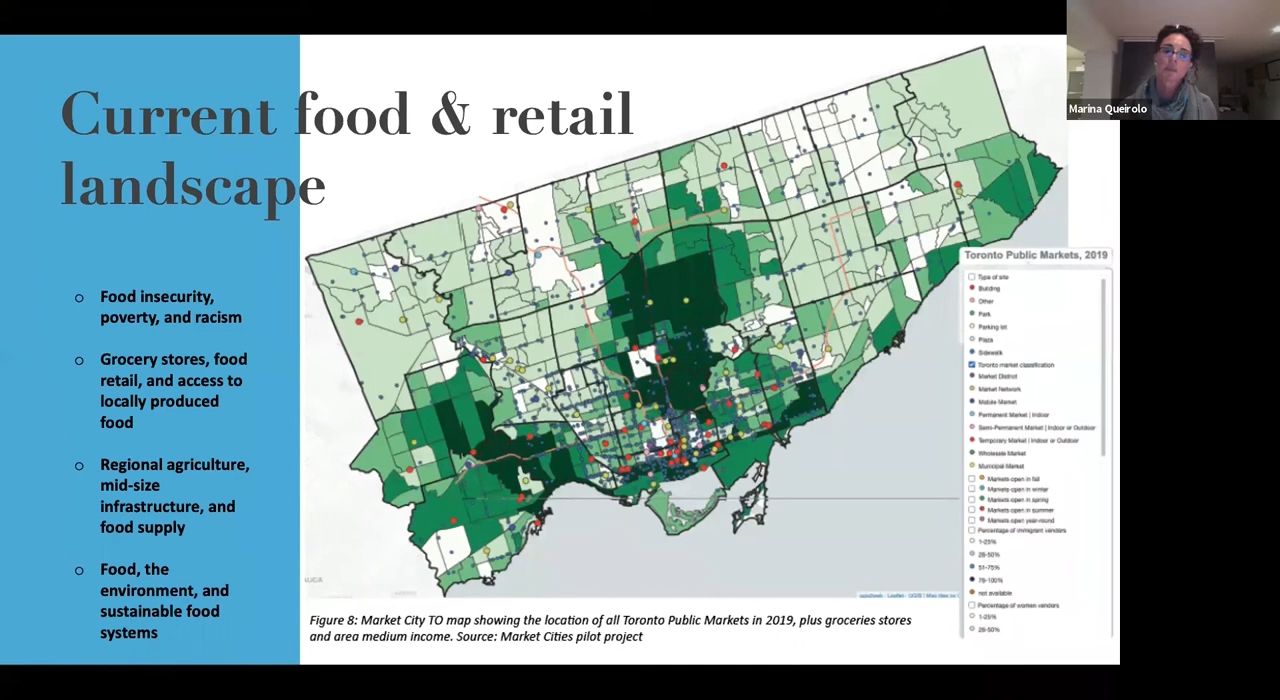 Current food & retail
landscape
Marina Queirolo
○ Food insecurity,
poverty, and racism
○ Grocery stores, food
retail, and access to
locally produced
food
○ Regional agriculture,
mid-size
infrastructure, and
food supply
○ Food, the
environment, and
sustainable food
systems
Toronto Public Markets, 2019
Type of site
Building
Other
Park
Parking lot
Plaza
Sidewalk
Toronto market classification
Market District
Market Network
Mobile Market
Permanent Market | Indoor
Semi-Permanent Market | Indoor or Outdoor
Temporary Market | Indoor or Outdoor
Wholesale Market
Municipal Market
Markets open in fall
Markets open in winter
Markets open in spring
Markets open in summer
Markets open year-round
Percentage of immigrant vendors
1-25%
26-50%
51-75%
76-100%
not available
Percentage of women vendors
1-25%
26-50%
Figure 8: Market City TO map showing the location of all Toronto Public Markets in 2019, plus groceries stores
and area medium income. Source: Market Cities pilot project